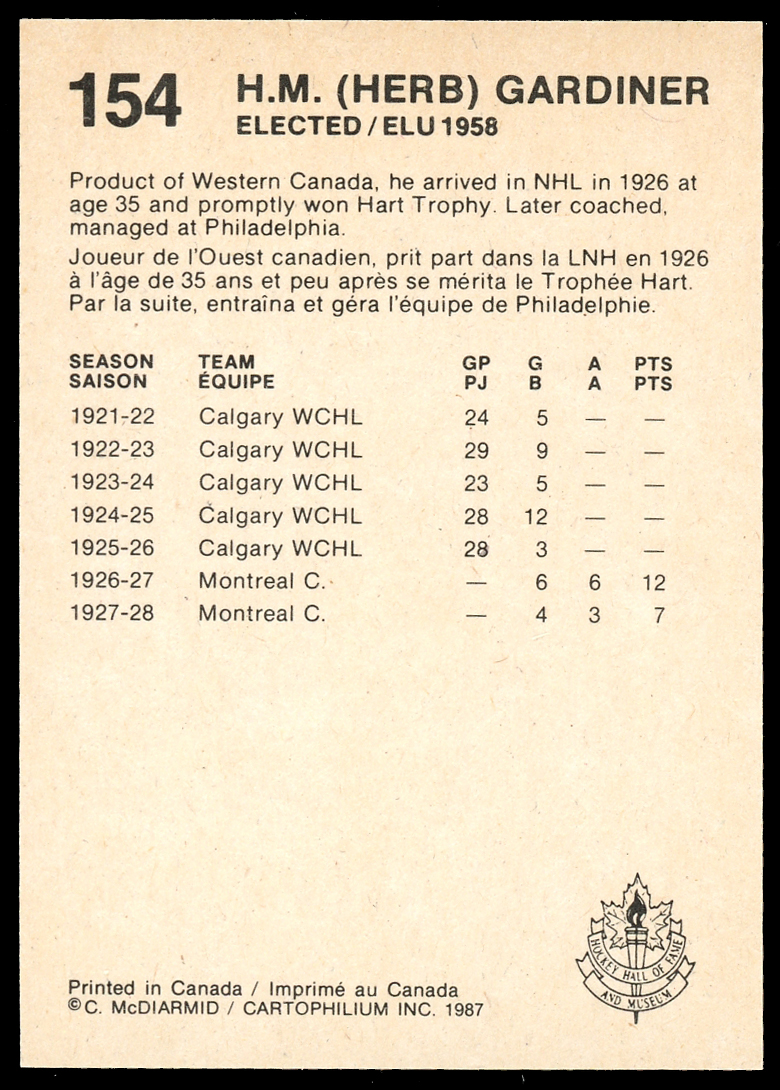 154 H.M. (HERB) GARDINER
ELECTED / ELU 1958
Product of Western Canada, he arrived in NHL in 1926 at
age 35 and promptly won Hart Trophy. Later coached,
managed at Philadelphia.
Joueur de l'Ouest canadien, prit part dans la LNH en 1926
à l'âge de 35 ans et peu après se mérita le Trophée Hart.
Par la suite, entraîna et géra l'équipe de Philadelphie.
SEASON TEAM GP G A PTS
SAISON ÉQUIPE PJ B A PTS
1921-22 Calgary WCHL 24 5 — —
1922-23 Calgary WCHL 29 9 — —
1923-24 Calgary WCHL 23 5 — —
1924-25 Calgary WCHL 28 12 — —
1925-26 Calgary WCHL 28 3 — —
1926-27 Montreal C. — 6 6 12
1927-28 Montreal C. — 4 3 7
HOCKEY HALL OF FAME
AND MUSEUM
Printed in Canada / Imprimé au Canada
©C. McDIARMID / CARTOPHILIUM INC. 1987